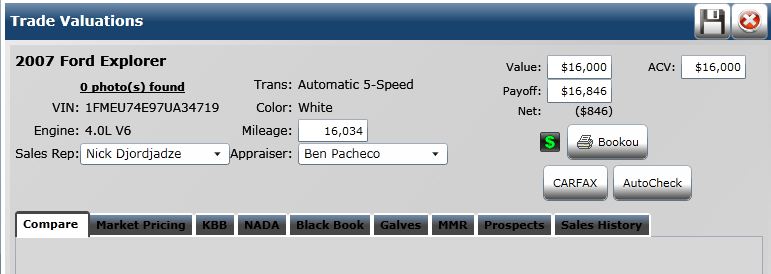 Trade Valuations
2007 Ford Explorer
0 photo(s) found
Trans: Automatic 5-Speed
Value: $16,000
ACV: $16,000
VIN: 1FMEU74E97UA34719
Color: White
Payoff: $16,846
Engine: 4.0L V6
Mileage: 16,034
Net: ($846)
Sales Rep: Nick Djordjadze
Appraiser: Ben Pacheco
$ Bookou
CARFAX AutoCheck
Compare Market Pricing KBB NADA Black Book Galves MMR Prospects Sales History